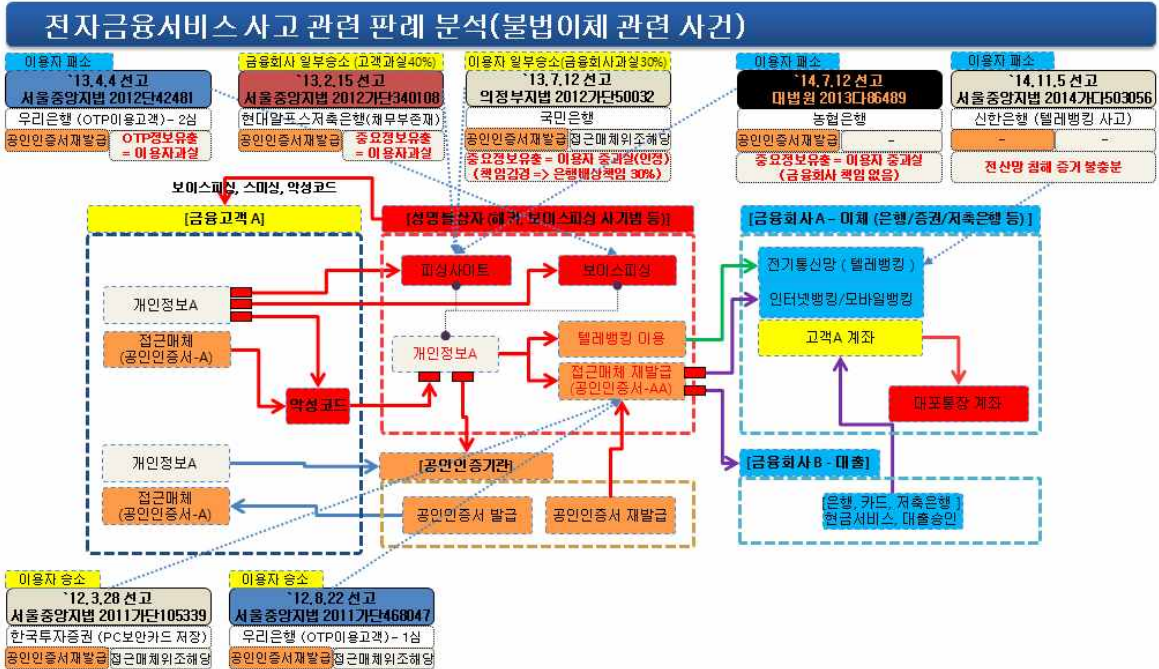 전자금융서비스 사고 관련 판례 분석(불법이체 관련 사건)
이용자 패소
`13.4.4 선고
서울중앙지법 2012단42481
우리은행 (OTP이용고객) - 2심
공인인증서재발급
OTP정보유출
= 이용자과실
금융회사 일부승소 (고객과실40%)
`13.2.15 선고
서울중앙지법 2012가단340108
현대알프스저축은행(채무부존재)
공인인증서재발급
중요정보유출
= 이용자과실
이용자 일부승소(금융회사과실30%)
`13.7.12 선고
의정부지법 2012가단50032
국민은행
공인인증서재발급
접근매체위조해당
중요정보유출 = 이용자 중과실(인정)
(책임감경 => 은행배상책임 30%)
이용자 패소
`14.7.12 선고
대법원 2013다86489
농협은행
공인인증서재발급
-
중요정보유출 = 이용자 중과실
(금융회사 책임 없음)
이용자 패소
`14.11.5 선고
서울중앙지법 2014가다503056
신한은행 (텔레뱅킹 사고)
-
-
전산망 침해 증거 불충분
보이스피싱, 스미싱, 악성코드
[금융고객 A]
[성명불상자 (해커, 보이스피싱 사기범 등)]
[금융회사A - 이체 (은행/증권/저축은행 등) ]
피싱사이트
보이스피싱
전기통신망 ( 텔레뱅킹 )
인터넷뱅킹/모바일뱅킹
개인정보A
접근매체
(공인인증서-A)
개인정보A
텔레뱅킹 이용
접근매체 재발급
(공인인증서-AA)
고객A 계좌
악성코드
대포통장 계좌
개인정보A
[공안인증기관]
[금융회사B - 대출]
접근매체
(공인인증서-A)
공인인증서 발급
공인인증서 재발급
[은행, 카드, 저축은행 ]
현금서비스, 대출승인
이용자 승소
`12.3.28 선고
서울중앙지법 2011가단105339
한국투자증권 (PC보안카드 저장)
공인인증서재발급
접근매체위조해당
이용자 승소
`12.8.22 선고
서울중앙지법 2011가단468047
우리은행 (OTP이용고객) - 1심
공인인증서재발급
접근매체위조해당